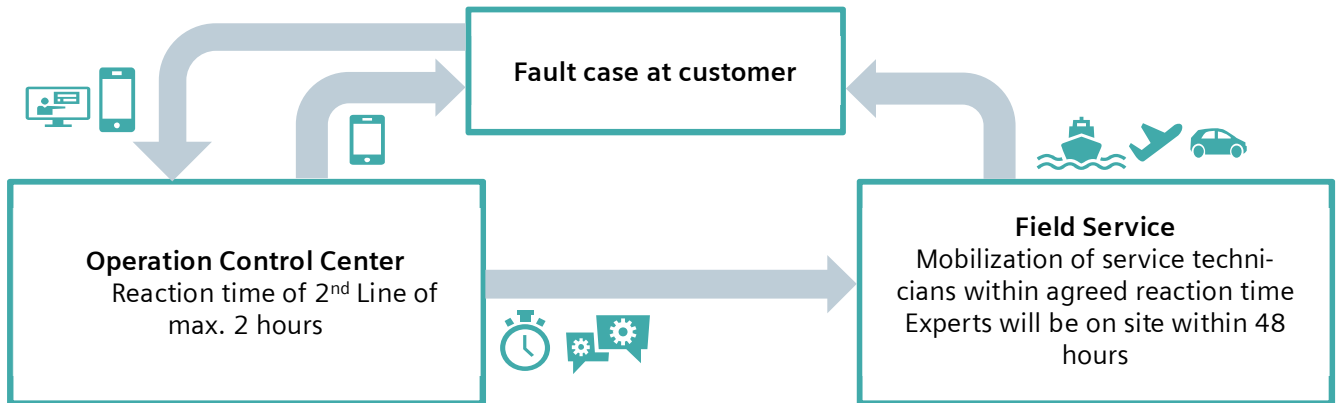 Fault case at customer
Operation Control Center
Reaction time of 2nd Line of
max. 2 hours
Field Service
Mobilization of service techni-
cians within agreed reaction time
Experts will be on site within 48
hours